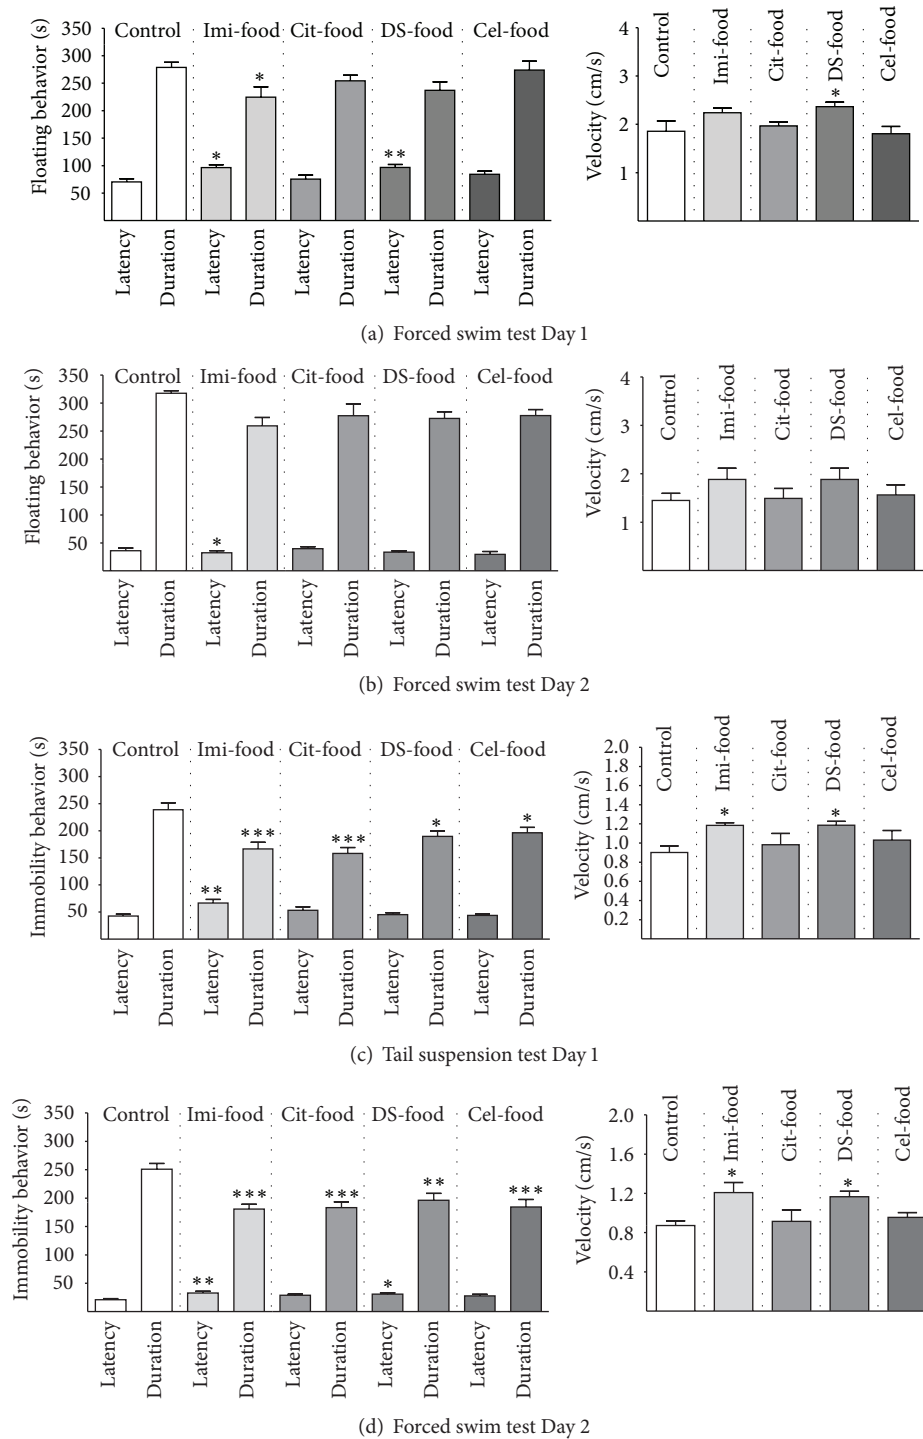 Control Imi-food Cit-food DS-food Cel-food
Floating behavior (s)
350
300
250
200
150
100
50
* * **
Latency Duration Latency Duration Latency Duration Latency Duration Latency Duration
Velocity (cm/s)
4
3
2
1
Control Imi-food Cit-food DS-food Cel-food
*
(a) Forced swim test Day 1
Control Imi-food Cit-food DS-food Cel-food
Floating behavior (s)
350
300
250
200
150
100
50
*
Latency Duration Latency Duration Latency Duration Latency Duration Latency Duration
Velocity (cm/s)
4
3
2
1
Control Imi-food Cit-food DS-food Cel-food
(b) Forced swim test Day 2
Control Imi-food Cit-food DS-food Cel-food
Immobility behavior (s)
350
300
250
200
150
100
50
** *** *** * *
Latency Duration Latency Duration Latency Duration Latency Duration Latency Duration
Velocity (cm/s)
2.0
1.8
1.6
1.4
1.2
1.0
0.8
0.6
0.4
0.2
Control Imi-food Cit-food DS-food Cel-food
* *
(c) Tail suspension test Day 1
Control Imi-food Cit-food DS-food Cel-food
Immobility behavior (s)
350
300
250
200
150
100
50
** *** *** * ** ***
Latency Duration Latency Duration Latency Duration Latency Duration Latency Duration
Velocity (cm/s)
2.0
1.6
1.2
0.8
0.4
Control Imi-food Cit-food DS-food Cel-food
* *
(d) Forced swim test Day 2